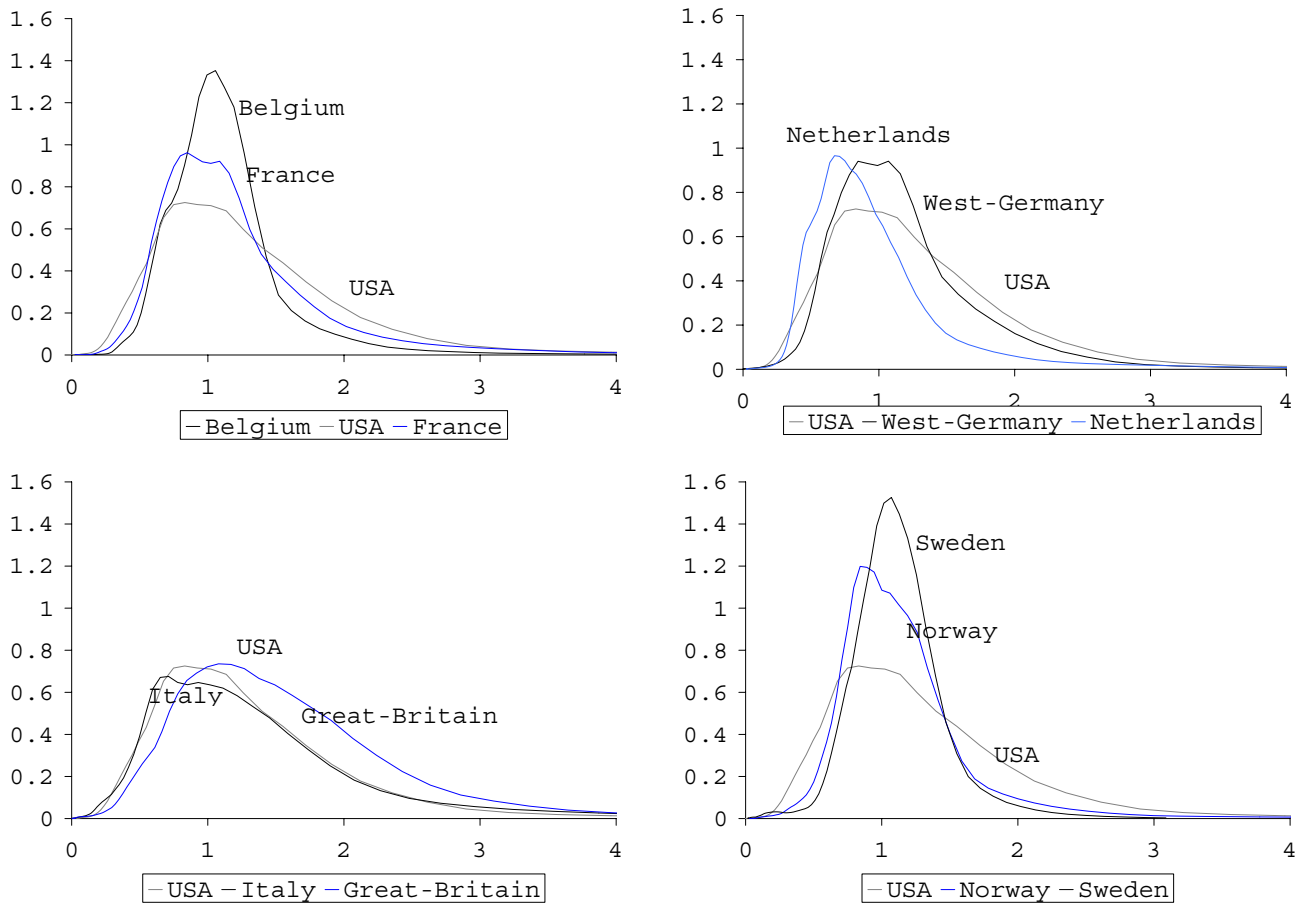 1.6
1.4
1.2
1
0.8
0.6
0.4
0.2
0
Belgium
France
USA
0 1 2 3 4
Belgium USA France
1.6
1.4
1.2
1
0.8
0.6
0.4
0.2
0
Netherlands
West-Germany
USA
0 1 2 3 4
USA West-Germany Netherlands
1.6
1.4
1.2
1
0.8
0.6
0.4
0.2
0
USA
Italy
Great-Britain
0 1 2 3 4
USA Italy Great-Britain
1.6
1.4
1.2
1
0.8
0.6
0.4
0.2
0
Sweden
Norway
USA
0 1 2 3 4
USA Norway Sweden